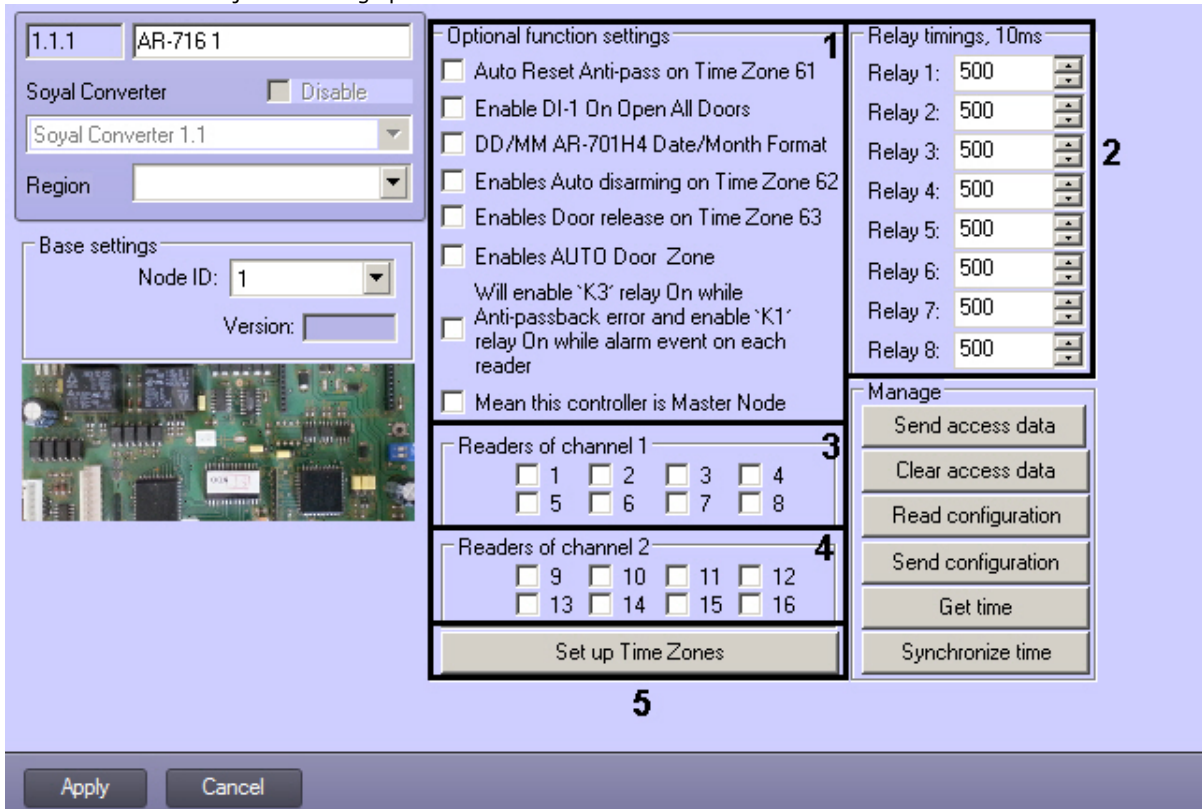 1.1.1 AR-716 1
Soyal Converter Disable
Soyal Converter 1.1
Region
Base settings
Node ID: 1
Version:
Optional function settings 1
Auto Reset Anti-pass on Time Zone 61
Enable DI-1 On Open All Doors
DD/MM AR-701H4 Date/Month Format
Enables Auto disarming on Time Zone 62
Enables Door release on Time Zone 63
Enables AUTO Door Zone
Will enable `K3´ relay On while
Anti-passback error and enable `K1´
relay On while alarm event on each
reader
Mean this controller is Master Node
Readers of channel 1 3
1 2 3 4
5 6 7 8
Readers of channel 2 4
9 10 11 12
13 14 15 16
Set up Time Zones
5
Relay timings, 10ms
Relay 1: 500
Relay 2: 500
Relay 3: 500
2
Relay 4: 500
Relay 5: 500
Relay 6: 500
Relay 7: 500
Relay 8: 500
Manage
Send access data
Clear access data
Read configuration
Send configuration
Get time
Synchronize time
Apply Cancel